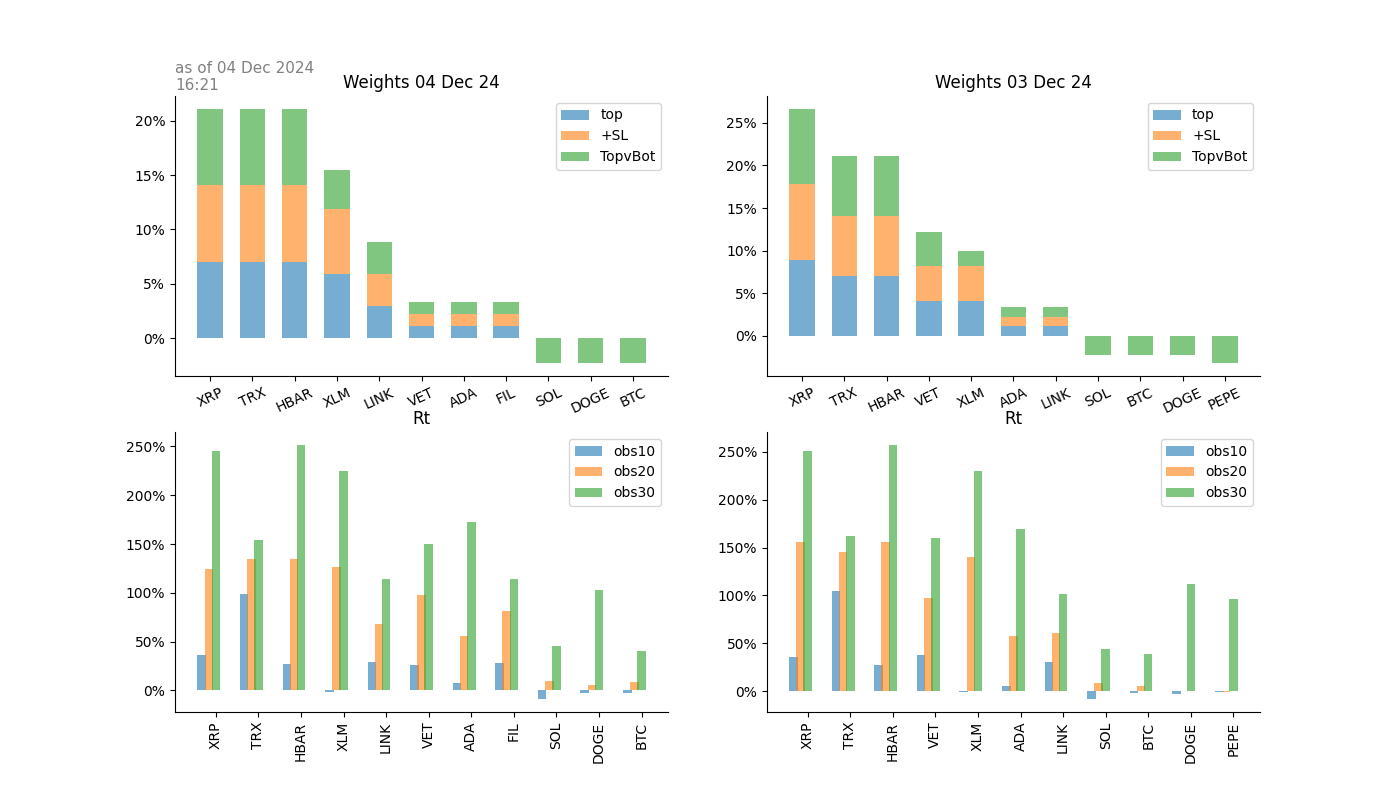 as of 04 Dec 2024
16:21
Weights 04 Dec 24
top
+SL
TopvBot
20%
15%
10%
5%
0%
XRP TRX HBAR XLM LINK VET ADA FIL SOL DOGE BTC
Weights 03 Dec 24
top
+SL
TopvBot
25%
20%
15%
10%
5%
0%
XRP TRX HBAR VET XLM ADA LINK SOL BTC DOGE PEPE
Rt
obs10
obs20
obs30
250%
200%
150%
100%
50%
0%
XRP TRX HBAR XLM LINK VET ADA FIL SOL DOGE BTC
Rt
obs10
obs20
obs30
250%
200%
150%
100%
50%
0%
XRP TRX HBAR VET XLM ADA LINK SOL BTC DOGE PEPE